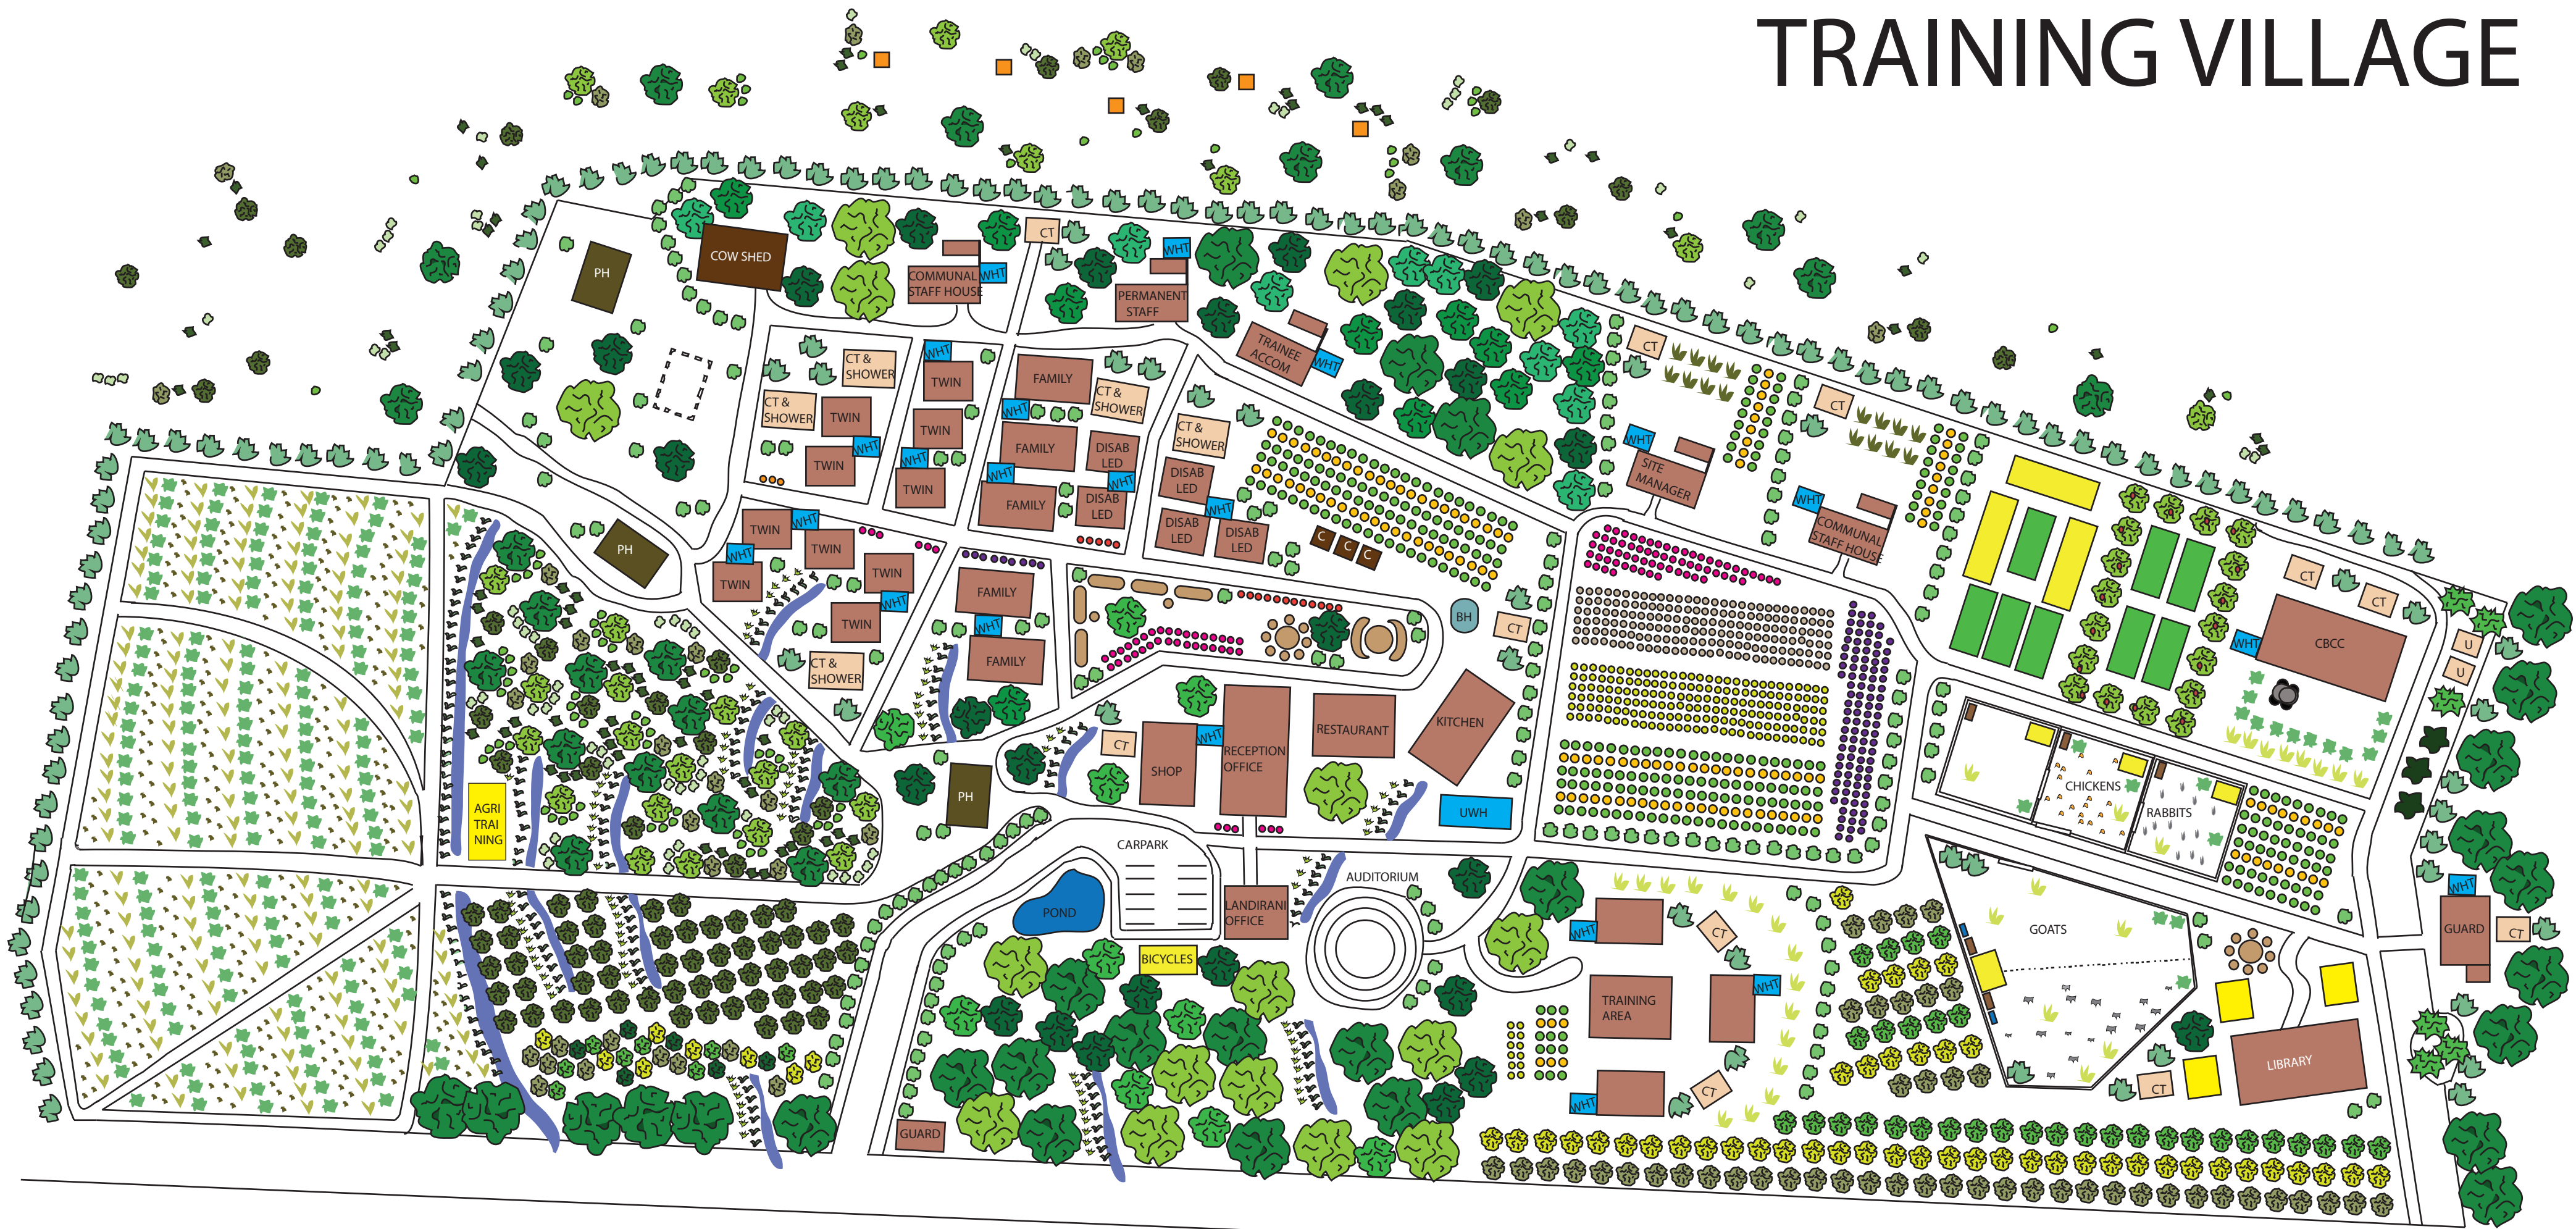 TRAINING VILLAGE
PH
COW SHED
COMMUNAL
STAFF HOUSE
WHT
CT
WHT
PERMANENT
STAFF
TRAINEE
ACCOM
WHT
CT
CT
CT &
SHOWER
CT &
SHOWER
TWIN
WHT
TWIN
WHT
TWIN
TWIN
WHT
TWIN
FAMILY
WHT
CT &
SHOWER
FAMILY
DISAB
LED
WHT
WHT
FAMILY
DISAB
LED
CT &
SHOWER
DISAB
LED
WHT
DISAB
LED
DISAB
LED
C
C
C
WHT
SITE
MANAGER
WHT
COMMUNAL
STAFF HOUSE
PH
TWIN
WHT
WHT
TWIN
TWIN
TWIN
WHT
TWIN
CT &
SHOWER
FAMILY
WHT
FAMILY
BH
CT
CT
CT
WHT
CBCC
U
U
CT
SHOP
WHT
RECEPTION
OFFICE
RESTAURANT
KITCHEN
UWH
PH
AGRI
TRAI
NING
CHICKENS
RABBITS
CARPARK
POND
LANDIRANI
OFFICE
AUDITORIUM
BICYCLES
WHT
CT
TRAINING
AREA
WHT
WHT
CT
GOATS
WHT
GUARD
CT
CT
LIBRARY
GUARD